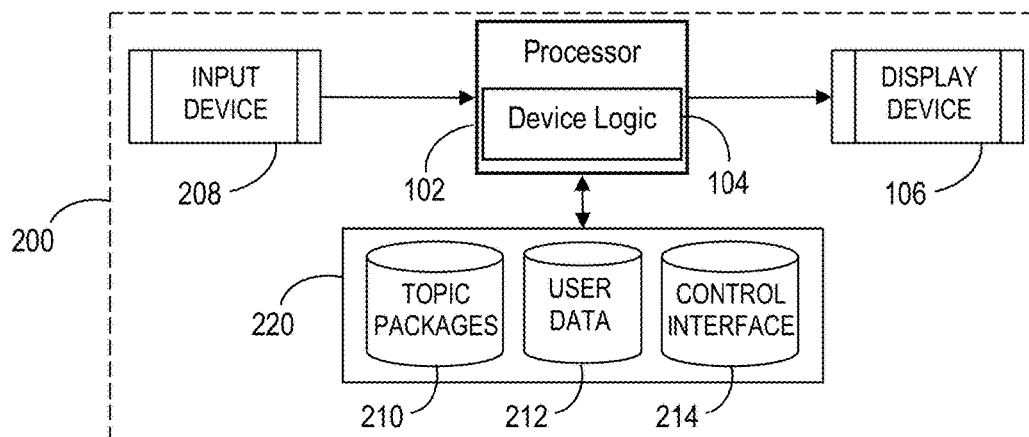 INPUT
DEVICE
Processor
Device Logic
DISPLAY
DEVICE
208
102
104
106
200
220
TOPIC
PACKAGES
USER
DATA
CONTROL
INTERFACE
210
212
214